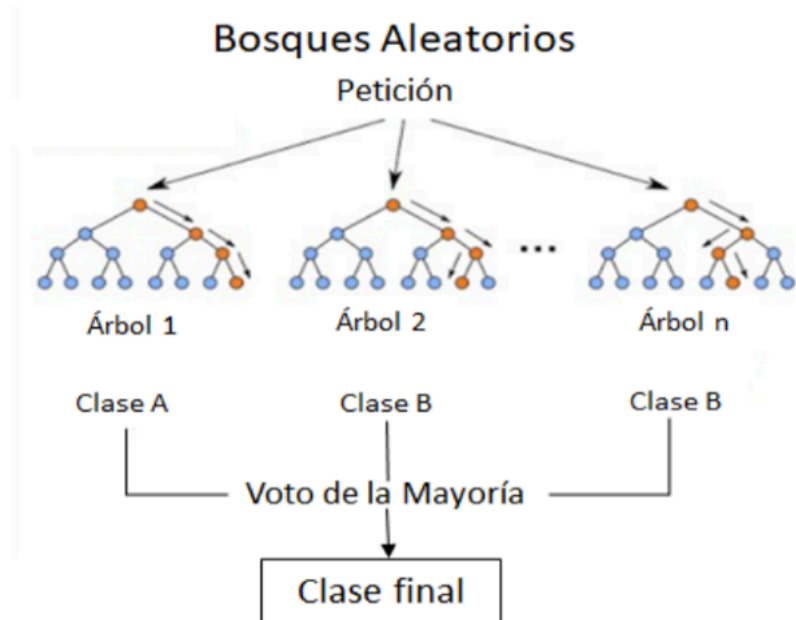 Bosques Aleatorios
Petición
...
Árbol 1
Árbol 2
Árbol n
Clase A
Clase B
Clase B
Voto de la Mayoría
Clase final